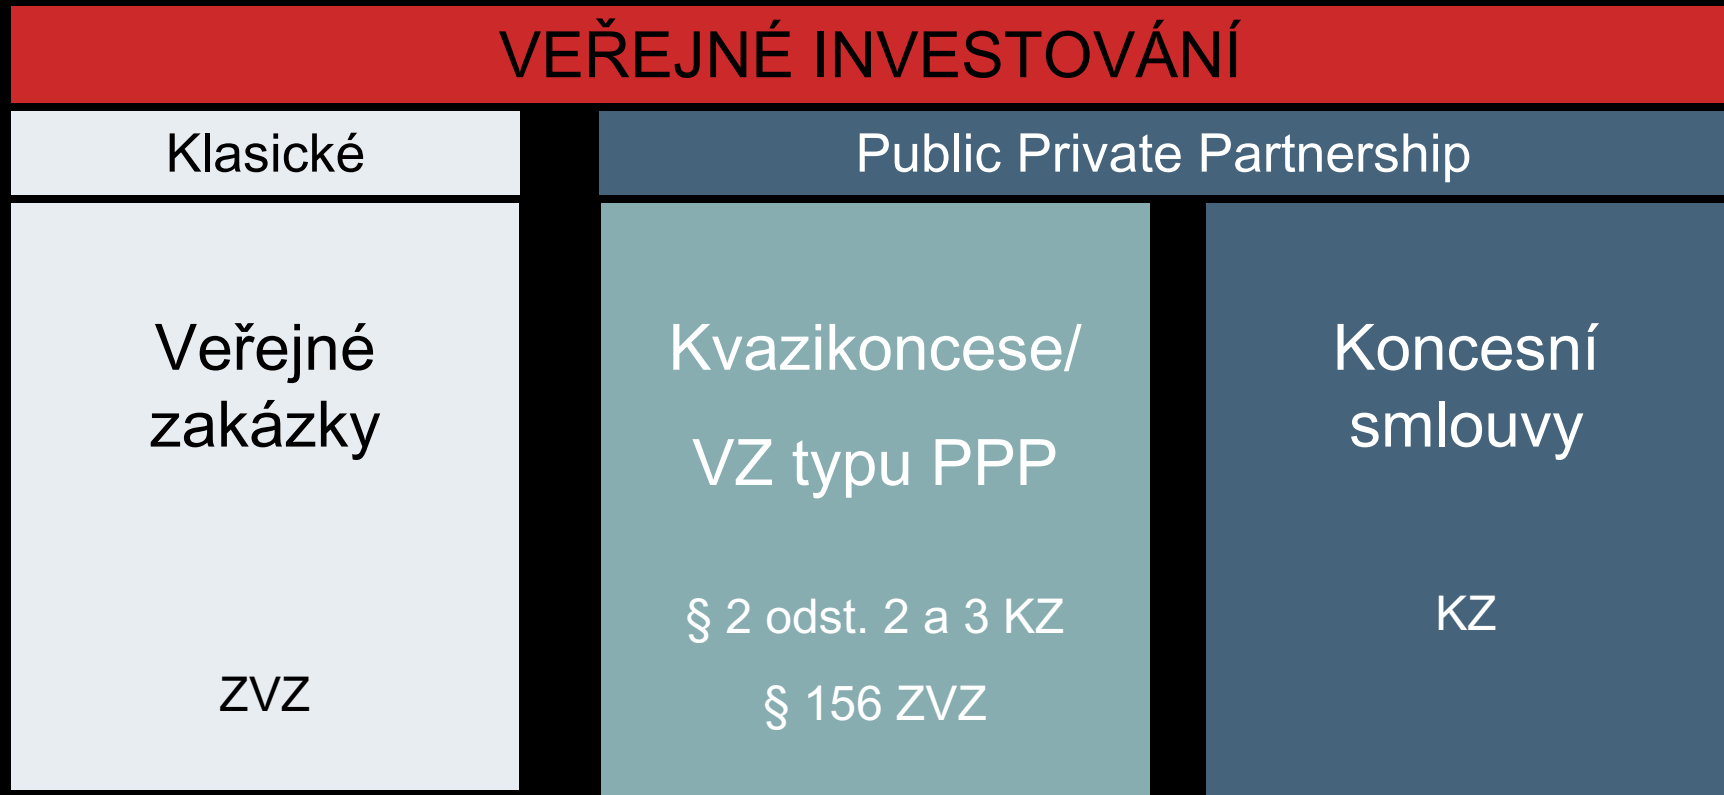 VEŘEJNÉ INVESTOVÁNÍ
Klasické
Public Private Partnership
Veřejné
zakázky
ZVZ
Kvazikoncese/
VZ typu PPP
§ 2 odst. 2 a 3 KZ
§ 156 ZVZ
Koncesní
smlouvy
KZ